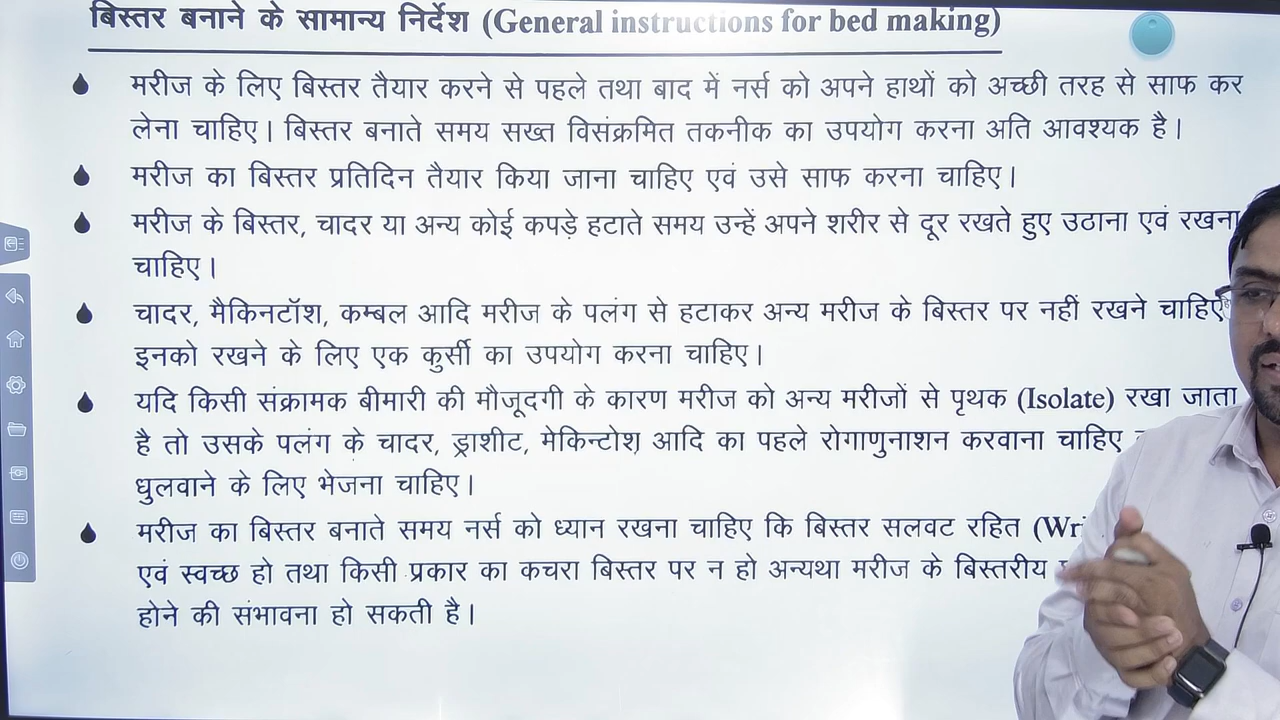 बिस्तर बनाने के सामान्य निर्देश (General instructions for bed making)
मरीज के लिए बिस्तर तैयार करने से पहले तथा बाद में नर्स को अपने हाथों को अच्छी तरह से साफ कर
लेना चाहिए। बिस्तर बनाते समय सख्त विसंक्रमित तकनीक का उपयोग करना अति आवश्यक है।
मरीज का बिस्तर प्रतिदिन तैयार किया जाना चाहिए एवं उसे साफ करना चाहिए।
मरीज के बिस्तर, चादर या अन्य कोई कपड़े हटाते समय उन्हें अपने शरीर से दूर रखते हुए उठाना एवं रखना
चाहिए।
चादर, मैकिनटॉश, कम्बल आदि मरीज के पलंग से हटाकर अन्य मरीज के बिस्तर पर नहीं रखने चाहिए
इनको रखने के लिए एक कुर्सी का उपयोग करना चाहिए।
यदि किसी संक्रामक बीमारी की मौजूदगी के कारण मरीज को अन्य मरीजों से पृथक (Isolate) रखा जाता
है तो उसके पलंग के चादर, ड्राशीट, मेकिन्टोश आदि का पहले रोगाणुनाशन करवाना चाहिए
धुलवाने के लिए भेजना चाहिए।
मरीज का बिस्तर बनाते समय नर्स को ध्यान रखना चाहिए कि बिस्तर सलवट रहित
एवं स्वच्छ हो तथा किसी प्रकार का कचरा बिस्तर पर न हो अन्यथा मरीज के बिस्तरीय
होने की संभावना हो सकती है।